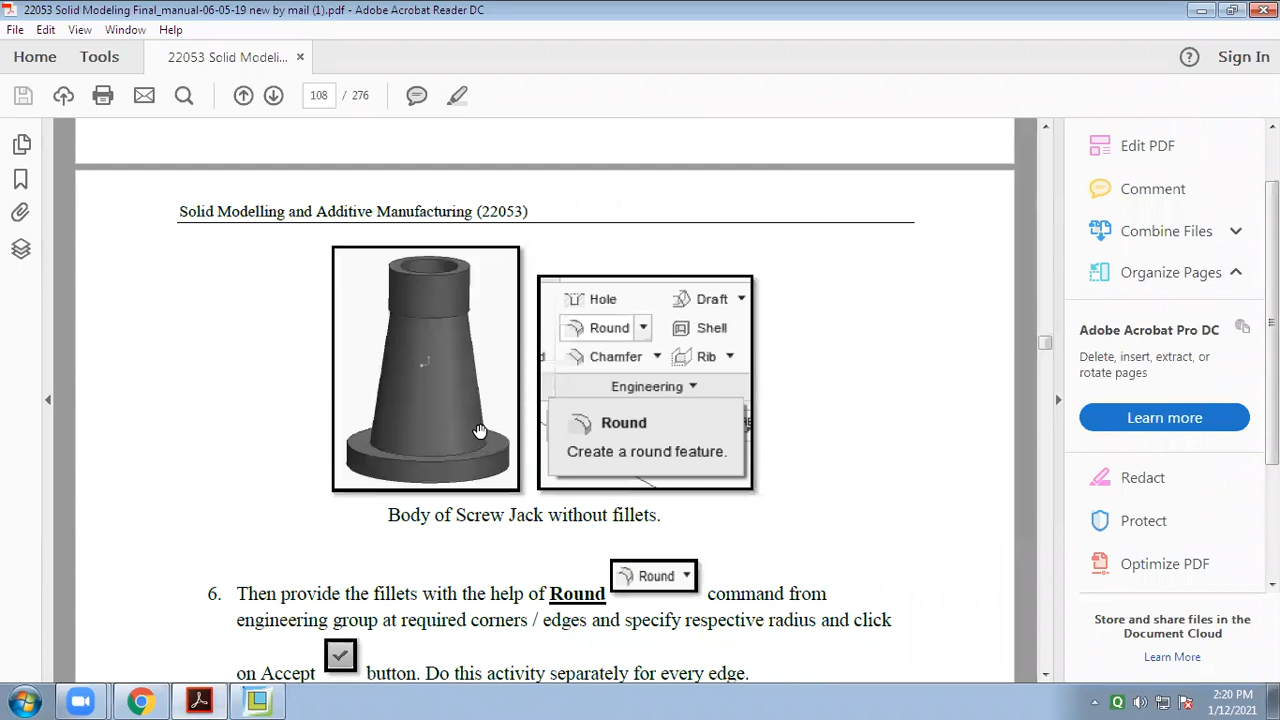 22053 Solid Modeling Final_manual-06-05-19 new by mail (1).pdf - Adobe Acrobat Reader DC
File Edit View Window Help
Home Tools 22053 Solid Modeli... × Sign In
108 / 276
Solid Modelling and Additive Manufacturing (22053)
Hole Draft
Round Shell
Chamfer Rib
Engineering
Round
Create a round feature.
Body of Screw Jack without fillets.
6. Then provide the fillets with the help of Round Round command from
engineering group at required corners / edges and specify respective radius and click
on Accept button. Do this activity separately for every edge.
Edit PDF
Comment
Combine Files
Organize Pages
Adobe Acrobat Pro DC
Delete, insert, extract, or
rotate pages
Learn more
Redact
Protect
Optimize PDF
Store and share files in the
Document Cloud
Learn More
2:20 PM
1/12/2021